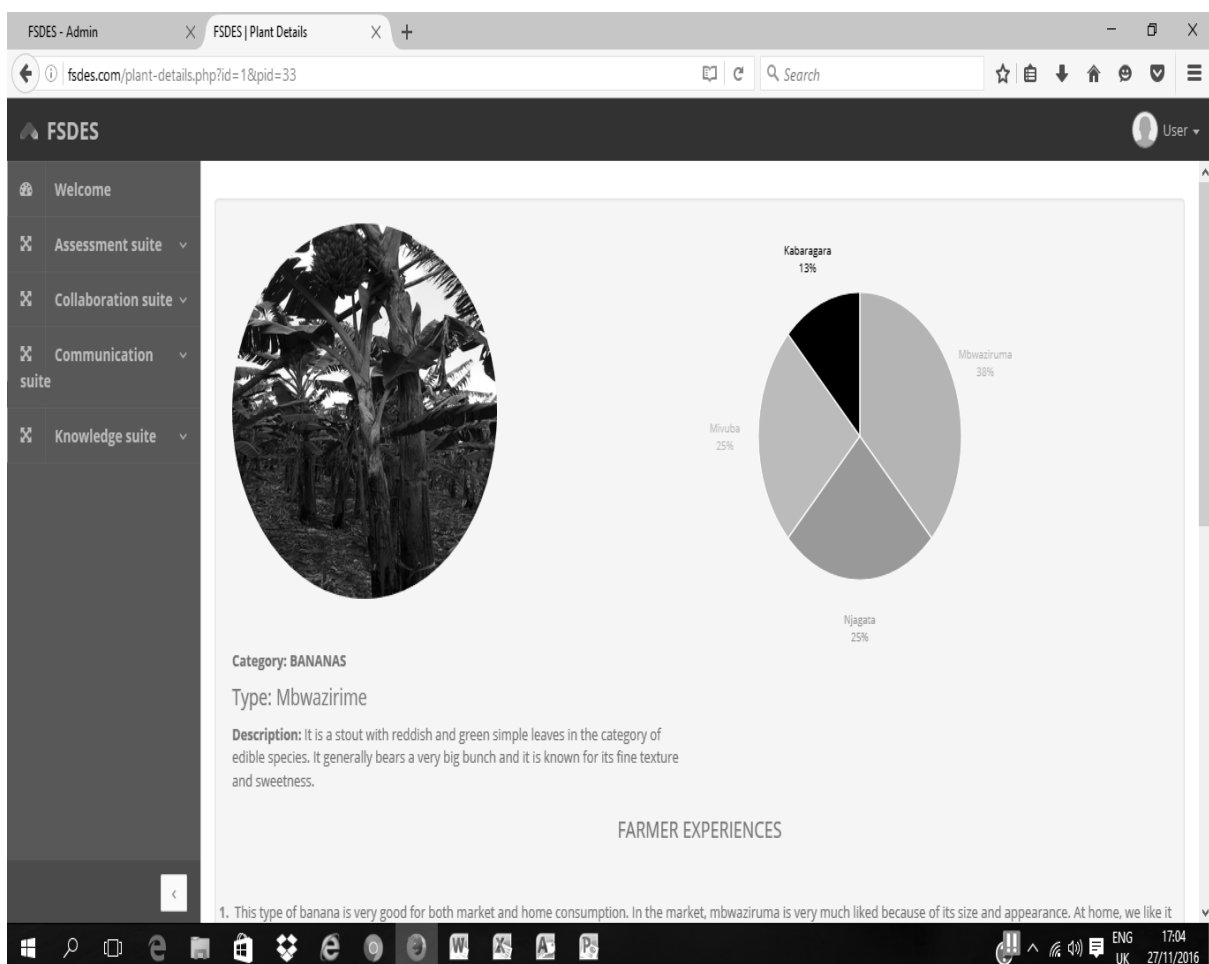 FSDES - Admin
FSDES | Plant Details
fsdes.com/plant-details.php?id=1&pid=33
Search
FSDES
User
Welcome
Assessment suite
Collaboration suite
Communication
suite
Knowledge suite
Kabaragara
13%
Mbwaziruma
38%
Mivuba
25%
Njagata
25%
Category: BANANAS
Type: Mbwazirime
Description: It is a stout with reddish and green simple leaves in the category of
edible species. It generally bears a very big bunch and it is known for its fine texture
and sweetness.
FARMER EXPERIENCES
1. This type of banana is very good for both market and home consumption. In the market, mbwaziruma is very much liked because of its size and appearance. At home, we like it
ENG
UK
17:04
27/11/2016